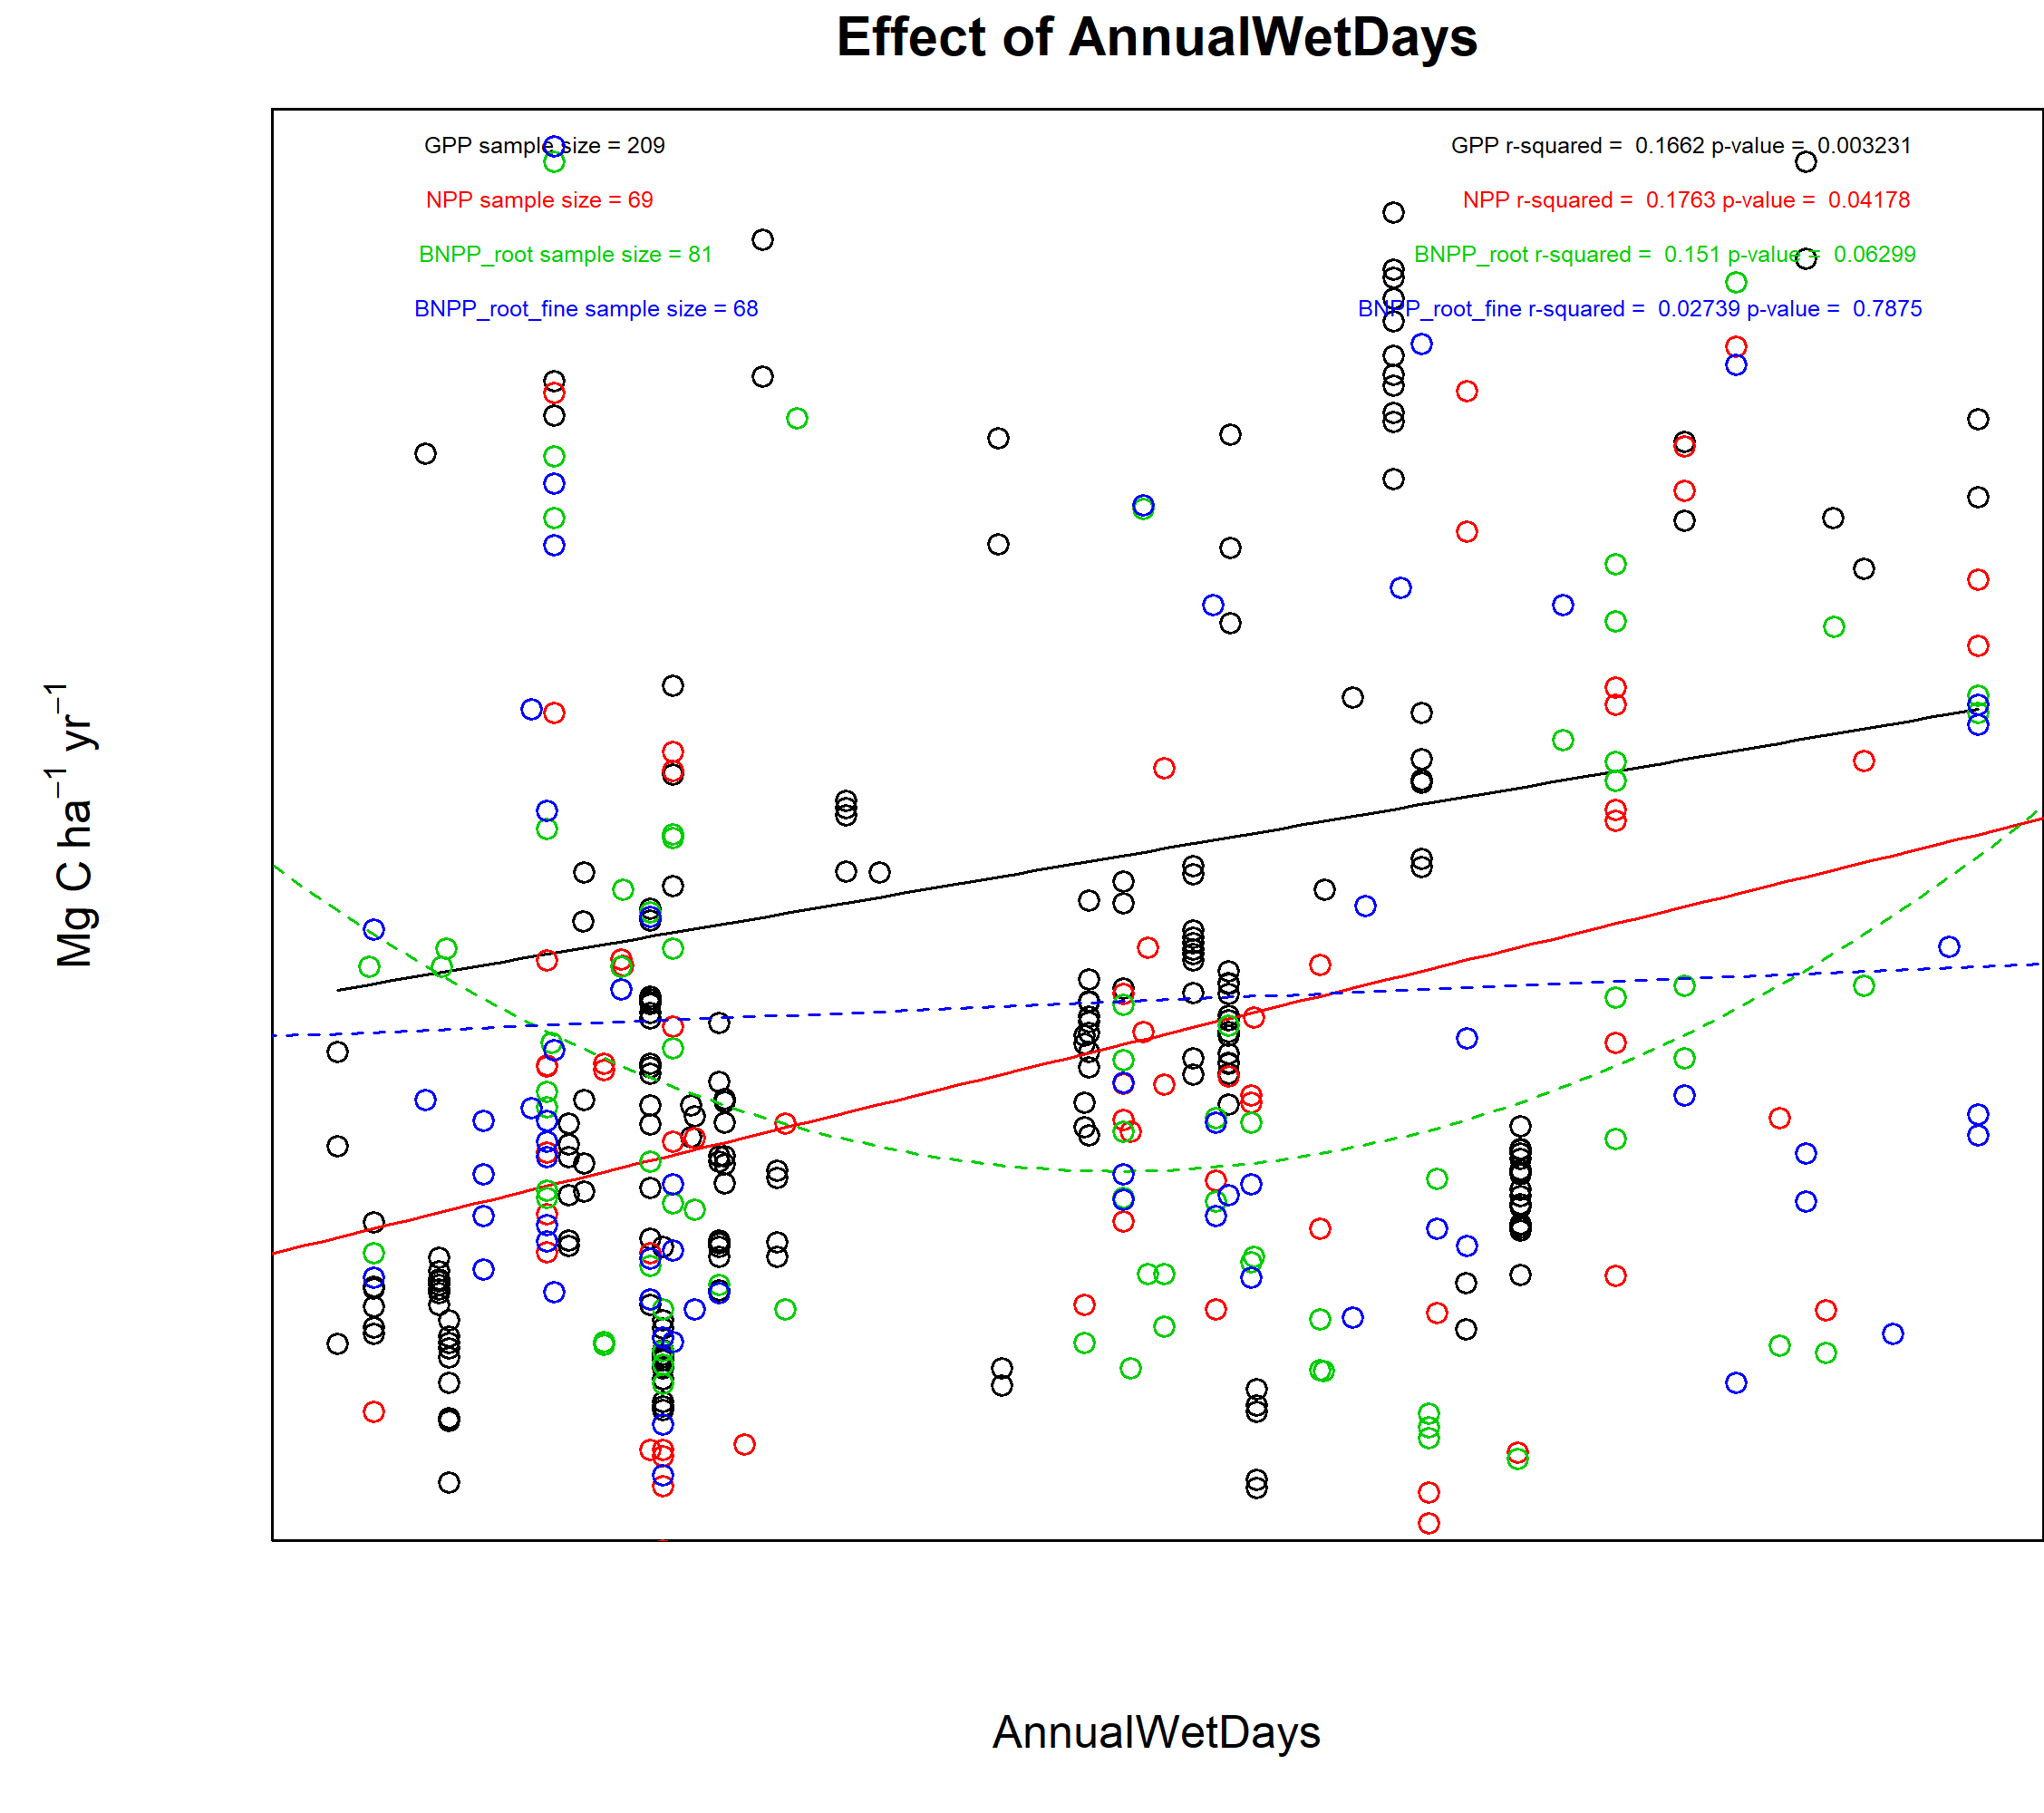 Effect of AnnualWetDays
GPP sample size = 209
GPP r-squared =  0.1662 p-value =  0.003231
NPP sample size = 69
NPP r-squared =  0.1763 p-value =  0.04178
BNPP_root sample size = 81
BNPP_root r-squared =  0.151 p-value =  0.06299
BNPP_root_fine sample size = 68
BNPP_root_fine r-squared =  0.02739 p-value =  0.7875
Mg C ha⁻¹ yr⁻¹
AnnualWetDays